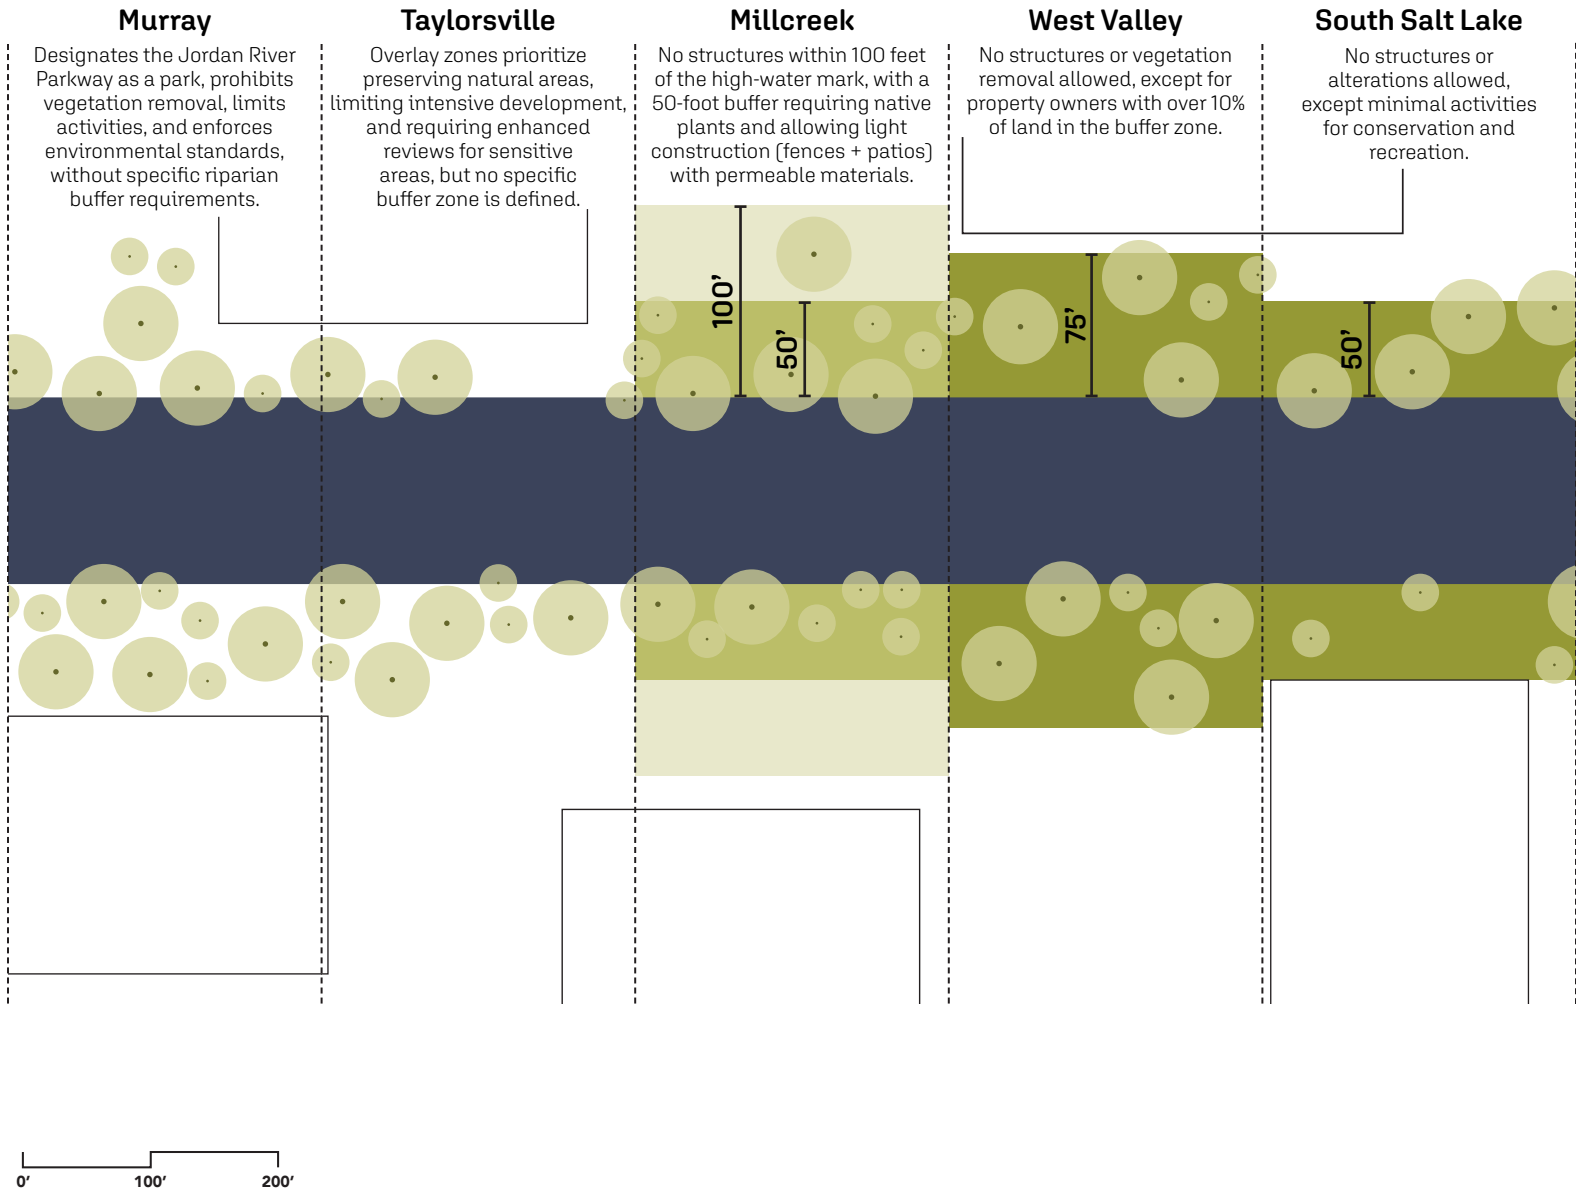 Murray
Designates the Jordan River
Parkway as a park, prohibits
vegetation removal, limits
activities, and enforces
environmental standards,
without specific riparian
buffer requirements.
Taylorsville
Overlay zones prioritize
preserving natural areas,
limiting intensive development,
and requiring enhanced
reviews for sensitive
areas, but no specific
buffer zone is defined.
Millcreek
No structures within 100 feet
of the high-water mark, with a
50-foot buffer requiring native
plants and allowing light
construction (fences + patios)
with permeable materials.
West Valley
No structures or vegetation
removal allowed, except for
property owners with over 10%
of land in the buffer zone.
South Salt Lake
No structures or
alterations allowed,
except minimal activities
for conservation and
recreation.
100’
50’
75’
50’
0’
100’
200’